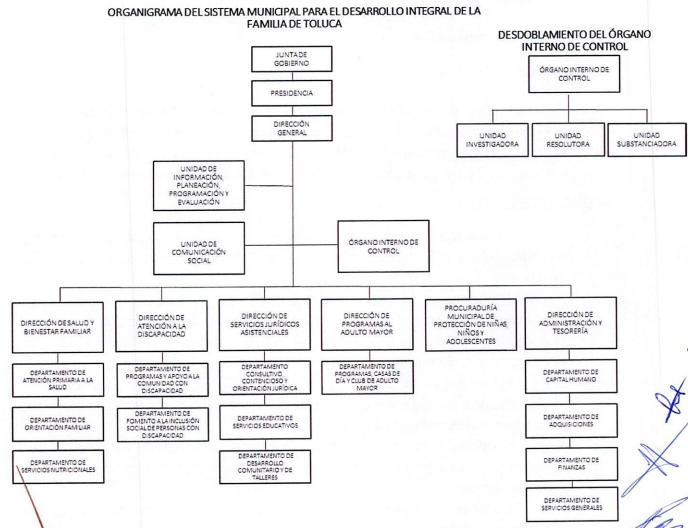 ORGANIGRAMA DEL SISTEMA MUNICIPAL PARA EL DESARROLLO INTEGRAL DE LA
FAMILIA DE TOLUCA
JUNTA DE
GOBIERNO
PRESIDENCIA
DIRECCIÓN
GENERAL
UNIDAD DE
INFORMACIÓN,
PLANEACIÓN,
PROGRAMACIÓN Y
EVALUACIÓN
UNIDAD DE
COMUNICACIÓN
SOCIAL
ÓRGANO INTERNO DE
CONTROL
DESDOBLAMIENTO DEL ÓRGANO
INTERNO DE CONTROL
ÓRGANO INTERNO DE
CONTROL
UNIDAD
INVESTIGADORA
UNIDAD
RESOLUTORA
UNIDAD
SUBSTANCIADORA
DIRECCIÓN DE SALUD Y
BIENESTAR FAMILIAR
DEPARTAMENTO DE
ATENCIÓN PRIMARIA A LA
SALUD
DEPARTAMENTO DE
ORIENTACIÓN FAMILIAR
DEPARTAMENTO DE
SERVICIOS NUTRICIONALES
DIRECCIÓN DE
ATENCIÓN A LA
DISCAPACIDAD
DEPARTAMENTO DE
PROGRAMAS Y APOYO A LA
COMUNIDAD CON
DISCAPACIDAD
DEPARTAMENTO DE
FOMENTO A LA INCLUSIÓN
SOCIAL DE PERSONAS CON
DISCAPACIDAD
DIRECCIÓN DE
SERVICIOS JURÍDICOS
ASISTENCIALES
DEPARTAMENTO
CONSULTIVO,
CONTENCIOSO Y
ORIENTACIÓN JURÍDICA
DEPARTAMENTO DE
SERVICIOS EDUCATIVOS
DEPARTAMENTO DE
DESARROLLO
COMUNITARIO Y DE
TALLERES
DIRECCIÓN DE
PROGRAMAS AL
ADULTO MAYOR
DEPARTAMENTO DE
PROGRAMAS, CASAS DE
DÍA Y CLUB DE ADULTO
MAYOR
PROCURADURÍA
MUNICIPAL DE
PROTECCIÓN DE NIÑAS,
NIÑOS Y
ADOLESCENTES
DIRECCIÓN DE
ADMINISTRACIÓN Y
TESORERÍA
DEPARTAMENTO DE
CAPITAL HUMANO
DEPARTAMENTO DE
ADQUISICIONES
DEPARTAMENTO DE
FINANZAS
DEPARTAMENTO DE
SERVICIOS GENERALES